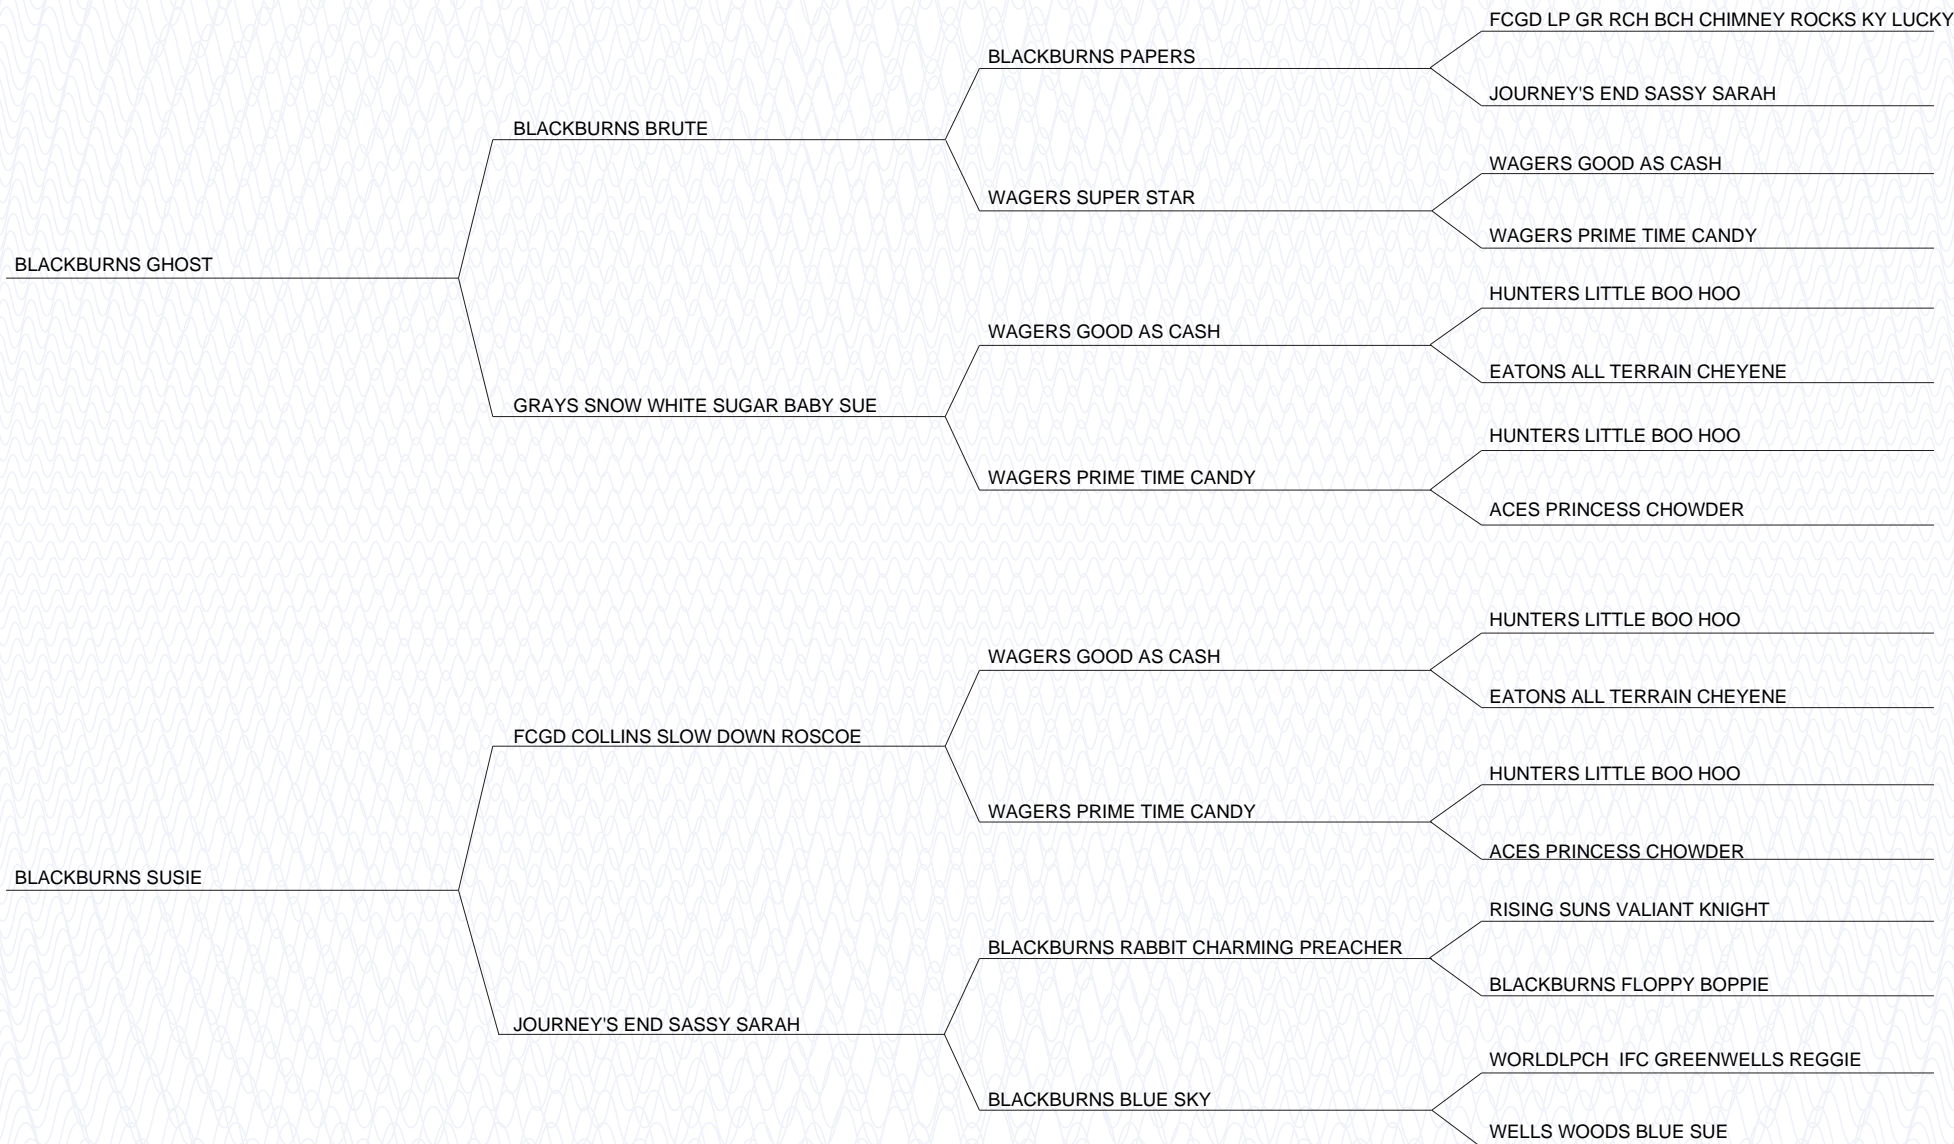 FCGD LP GR RCH BCH CHIMNEY ROCKS KY LUCKY
BLACKBURNS PAPERS
JOURNEY'S END SASSY SARAH
BLACKBURNS BRUTE
WAGERS GOOD AS CASH
WAGERS SUPER STAR
WAGERS PRIME TIME CANDY
BLACKBURNS GHOST
HUNTERS LITTLE BOO HOO
WAGERS GOOD AS CASH
EATONS ALL TERRAIN CHEYENE
GRAYS SNOW WHITE SUGAR BABY SUE
HUNTERS LITTLE BOO HOO
WAGERS PRIME TIME CANDY
ACES PRINCESS CHOWDER
HUNTERS LITTLE BOO HOO
WAGERS GOOD AS CASH
EATONS ALL TERRAIN CHEYENE
FCGD COLLINS SLOW DOWN ROSCOE
HUNTERS LITTLE BOO HOO
WAGERS PRIME TIME CANDY
ACES PRINCESS CHOWDER
BLACKBURNS SUSIE
RISING SUNS VALIANT KNIGHT
BLACKBURNS RABBIT CHARMING PREACHER
BLACKBURNS FLOPPY BOPPIE
JOURNEY'S END SASSY SARAH
WORLDLPCH  IFC GREENWELLS REGGIE
BLACKBURNS BLUE SKY
WELLS WOODS BLUE SUE